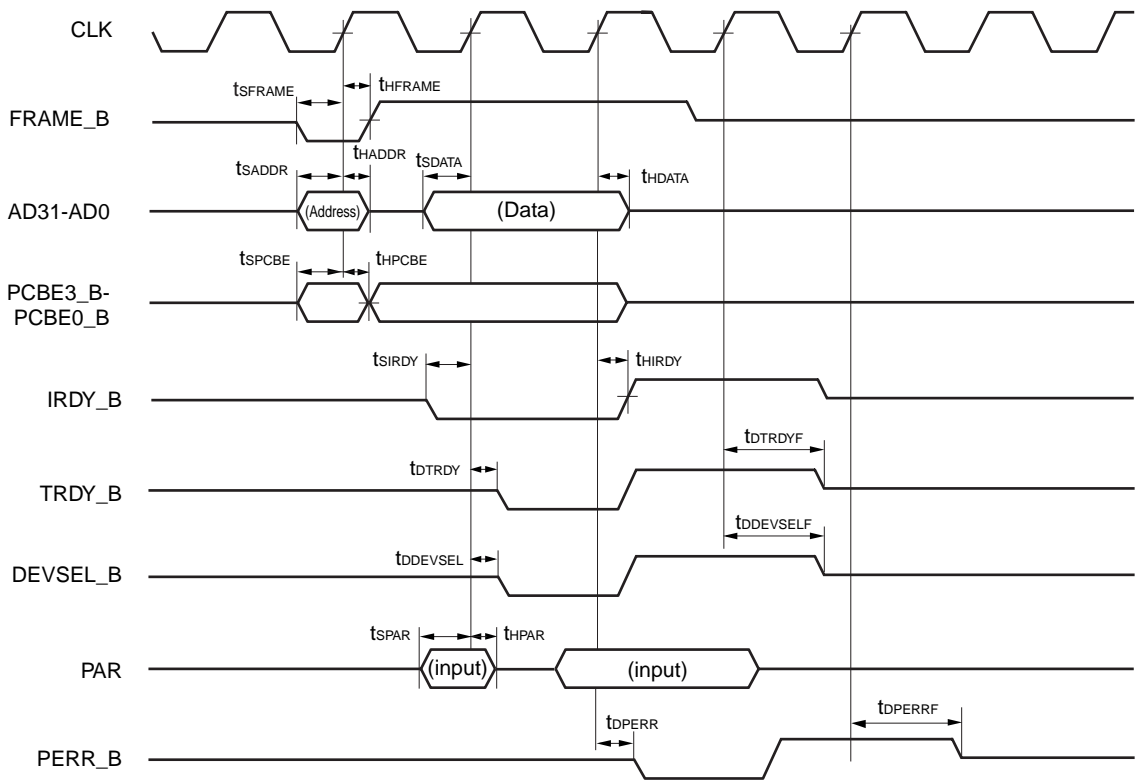 CLK
tSFRAME
tHFRAME
FRAME_B
tHADDR
tSADDR
tSDATA
tHDATA
AD31-AD0
(Address)
(Data)
tSPCBE
tHPCBE
PCBE3_B-
PCBE0_B
tSIRDY
tHIRDY
IRDY_B
tDTRDYF
tDTRDY
TRDY_B
tDDEVSELF
tDDEVSEL
DEVSEL_B
tSPAR
tHPAR
PAR
(input)
(input)
tDPERR
tDPERRF
PERR_B